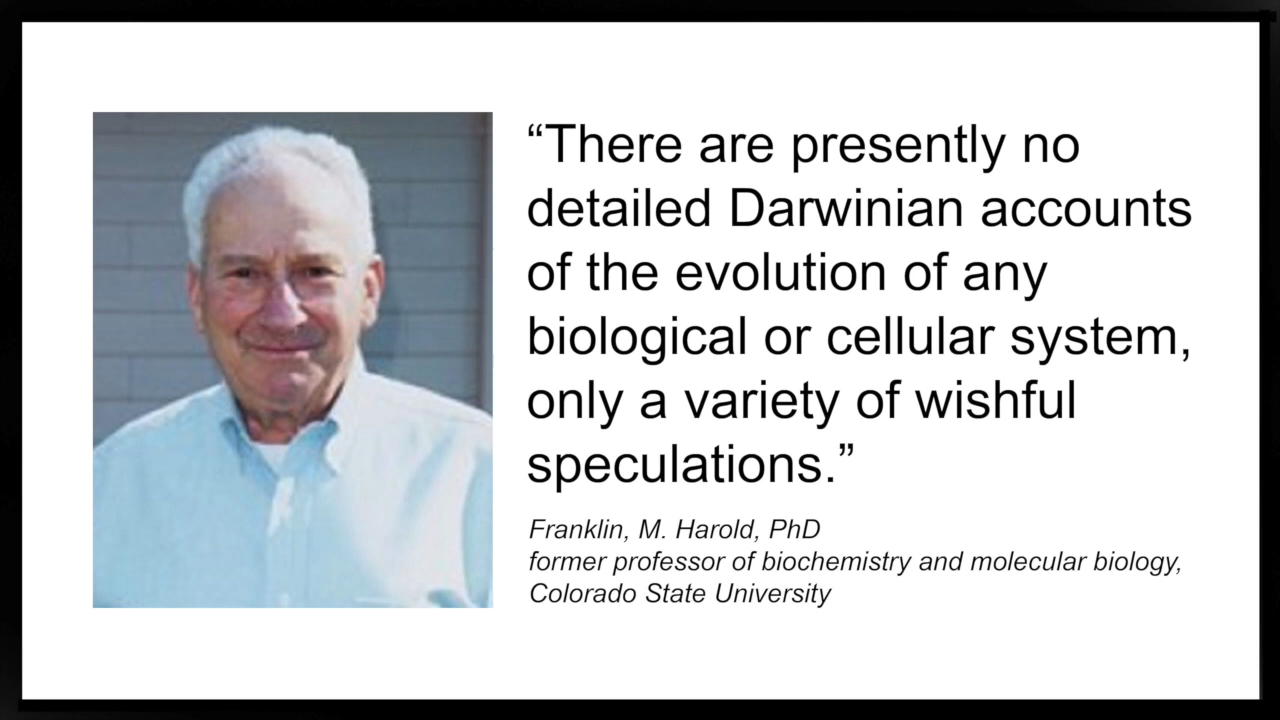 “There are presently no
detailed Darwinian accounts
of the evolution of any
biological or cellular system,
only a variety of wishful
speculations.”
Franklin, M. Harold, PhD
former professor of biochemistry and molecular biology,
Colorado State University